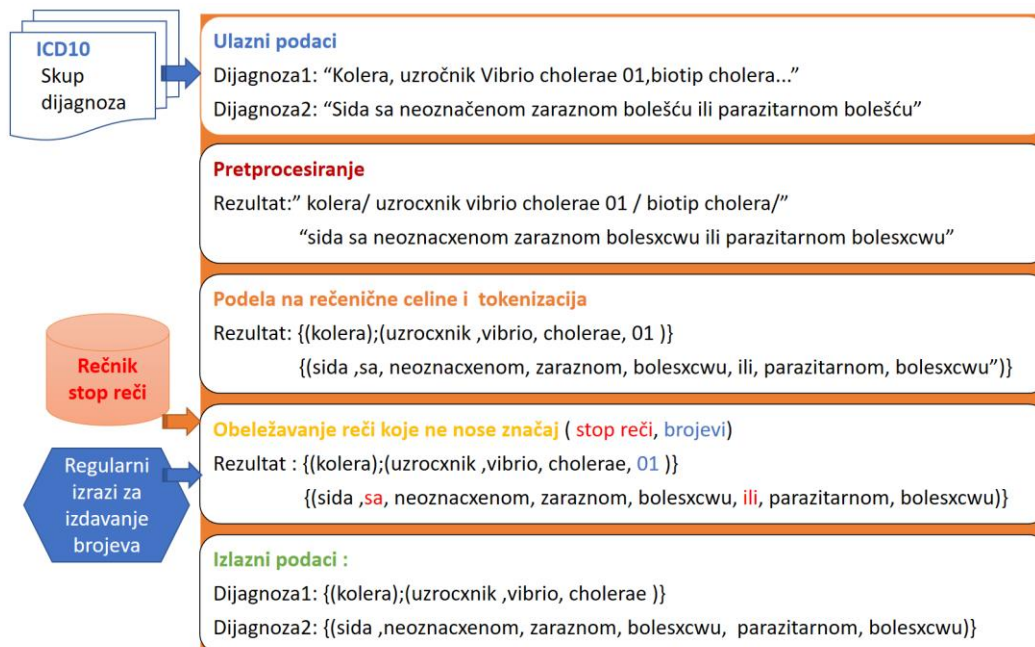 ICD10
Skup
dijagnoza
Ulazni podaci
Dijagnoza1: “Kolera, uzročnik Vibrio cholerae 01,biotip cholera...”
Dijagnoza2: “Sida sa neoznačenom zaraznom bolešću ili parazitarnom bolešću”
Pretprocesiranje
Rezultat:” kolera/ uzrocxnik vibrio cholerae 01 / biotip cholera/”
“sida sa neoznacxenom zaraznom bolesxcwu ili parazitarnom bolesxcwu”
Podela na rečenične celine i tokenizacija
Rezultat: {(kolera);(uzrocxnik ,vibrio, cholerae, 01 )}
{(sida ,sa, neoznacxenom, zaraznom, bolesxcwu, ili, parazitarnom, bolesxcwu”)}
Rečnik
stop reči
Obeležavanje reči koje ne nose značaj ( stop reči, brojevi)
Rezultat : {(kolera);(uzrocxnik ,vibrio, cholerae, 01 )}
{(sida ,sa, neoznacxenom, zaraznom, bolesxcwu, ili, parazitarnom, bolesxcwu)}
Regularni
izrazi za
izdavanje
brojeva
Izlazni podaci :
Dijagnoza1: {(kolera);(uzrocxnik ,vibrio, cholerae )}
Dijagnoza2: {(sida ,neoznacxenom, zaraznom, bolesxcwu, parazitarnom, bolesxcwu)}